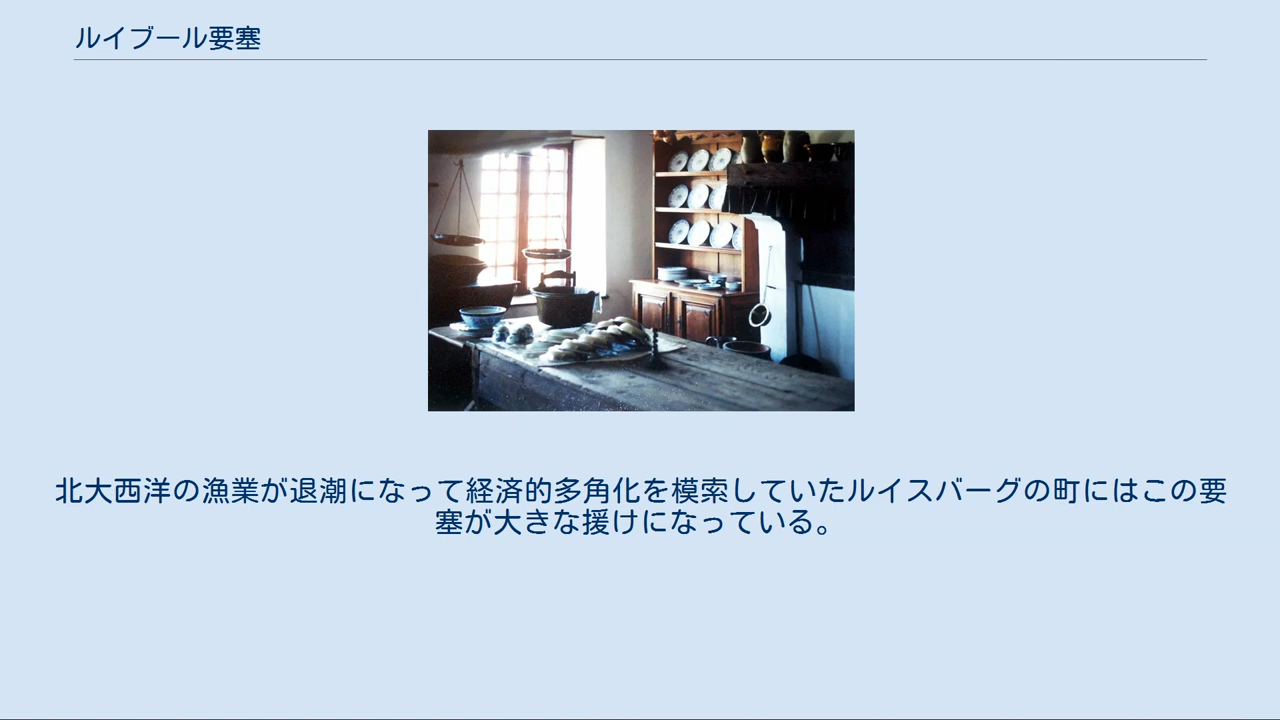 ルイブール要塞
北大西洋の漁業が退潮になって経済的多角化を模索していたルイスバーグの町にはこの要
塞が大きな援けになっている。